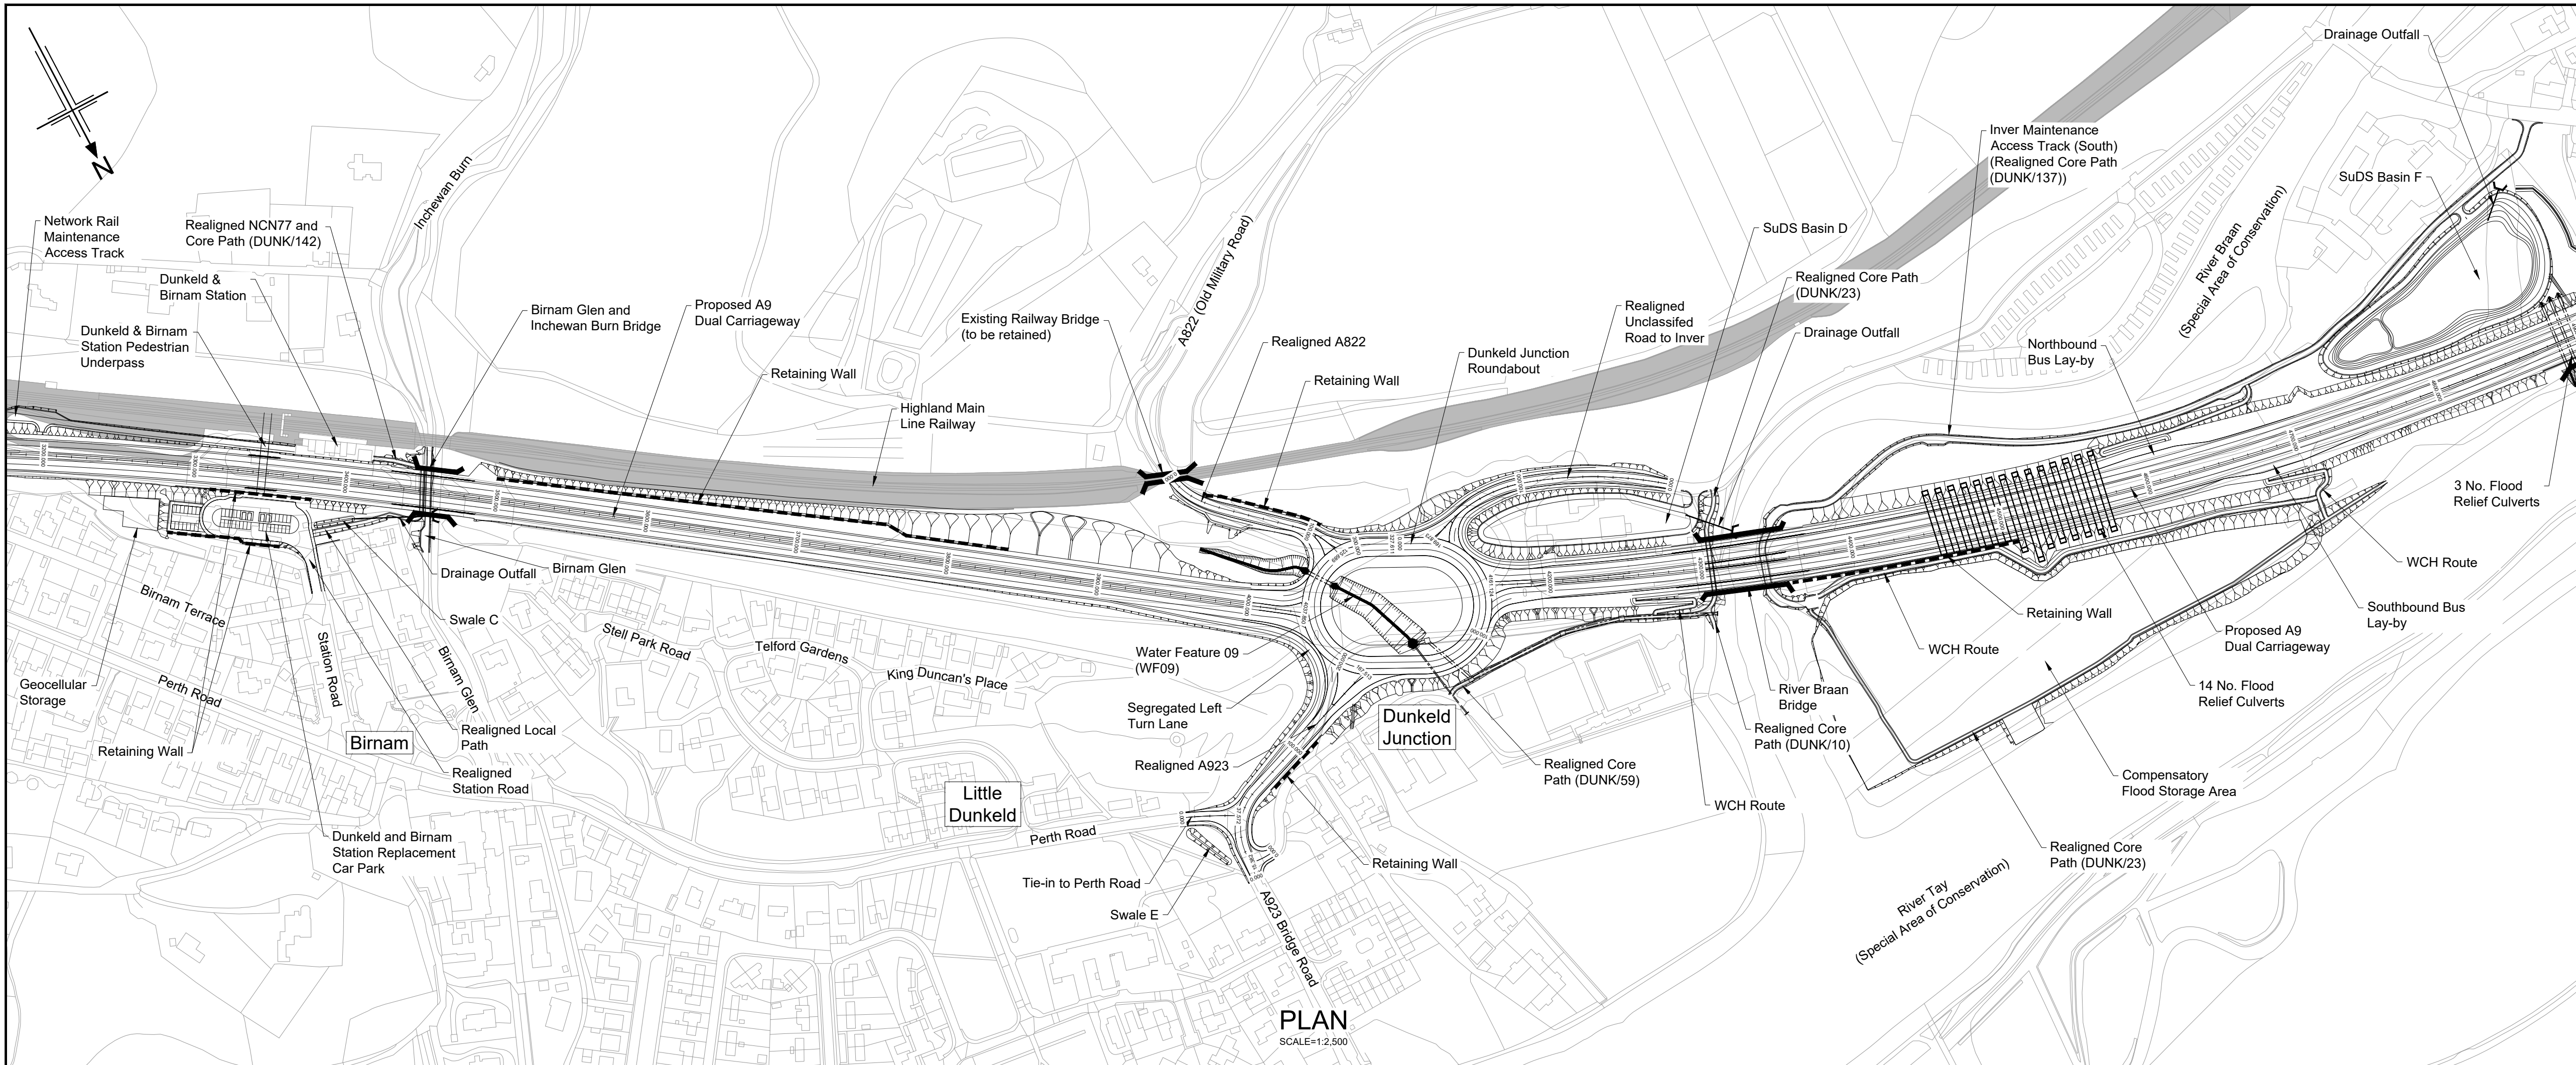 N
Network Rail
Maintenance
Access Track
Realigned NCN77 and
Core Path (DUNK/142)
Dunkeld &
Birnam Station
Dunkeld & Birnam
Station Pedestrian
Underpass
Inchewan Burn
Birnam Glen and
Inchewan Burn Bridge
Proposed A9
Dual Carriageway
Retaining Wall
Highland Main
Line Railway
Existing Railway Bridge
(to be retained)
A822 (Old Military Road)
Realigned A822
Retaining Wall
Dunkeld Junction
Roundabout
Realigned
Unclassifed
Road to Inver
SuDS Basin D
Realigned Core Path
(DUNK/23)
Drainage Outfall
Inver Maintenance
Access Track (South)
(Realigned Core Path
(DUNK/137))
Northbound
Bus Lay-by
River Braan
(Special Area of Conservation)
Drainage Outfall
SuDS Basin F
3 No. Flood
Relief Culverts
WCH Route
Southbound Bus
Lay-by
Proposed A9
Dual Carriageway
14 No. Flood
Relief Culverts
Retaining Wall
WCH Route
River Braan
Bridge
Realigned Core
Path (DUNK/10)
WCH Route
Compensatory
Flood Storage Area
Realigned Core
Path (DUNK/23)
River Tay
(Special Area of Conservation)
Geocellular
Storage
Retaining Wall
Birnam Terrace
Perth Road
Station Road
Birnam
Dunkeld and Birnam
Station Replacement
Car Park
Drainage Outfall
Birnam Glen
Swale C
Birnam Glen
Realigned Local
Path
Realigned
Station Road
Stell Park Road
Telford Gardens
King Duncan's Place
Little
Dunkeld
Perth Road
Water Feature 09
(WF09)
Segregated Left
Turn Lane
Realigned A923
Tie-in to Perth Road
Swale E
A923 Bridge Road
Retaining Wall
Dunkeld
Junction
Realigned Core
Path (DUNK/59)
PLAN
SCALE=1:2,500